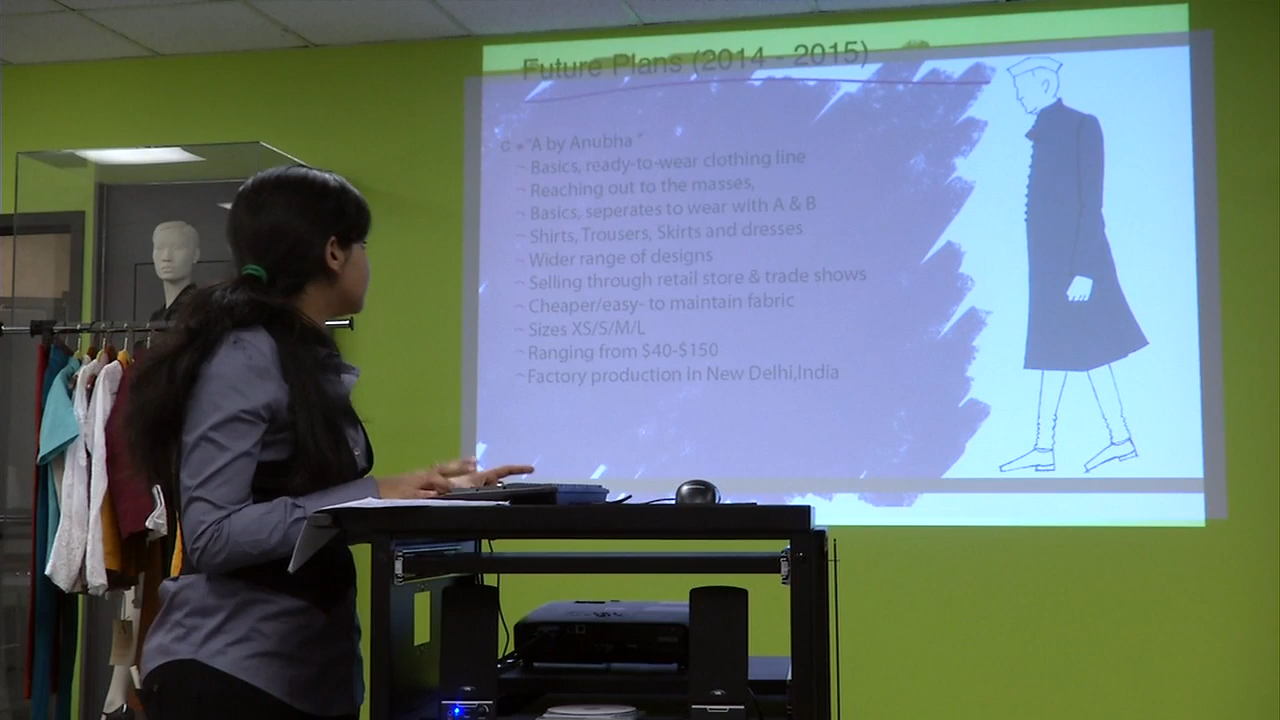 Future Plans (2014 - 2015)
"A by Anubha "
~ Basics, ready-to-wear clothing line
~ Reaching out to the masses,
~ Basics, seperates to wear with A & B
~ Shirts, Trousers, Skirts and dresses
~ Wider range of designs
~ Selling through retail store & trade shows
~ Cheaper/easy- to maintain fabric
~ Sizes XS/S/M/L
~ Ranging from $40-$150
~ Factory production In New Delhi,India